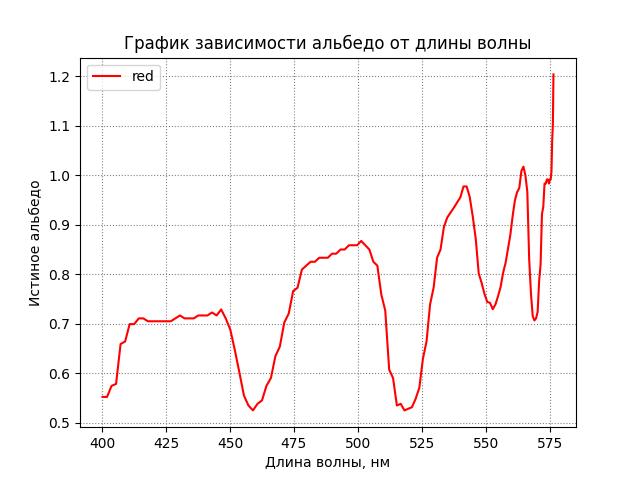 График зависимости альбедо от длины волны
red
1.2
1.1
1.0
0.9
0.8
0.7
0.6
0.5
Истиное альбедо
400 425 450 475 500 525 550 575
Длина волны, нм